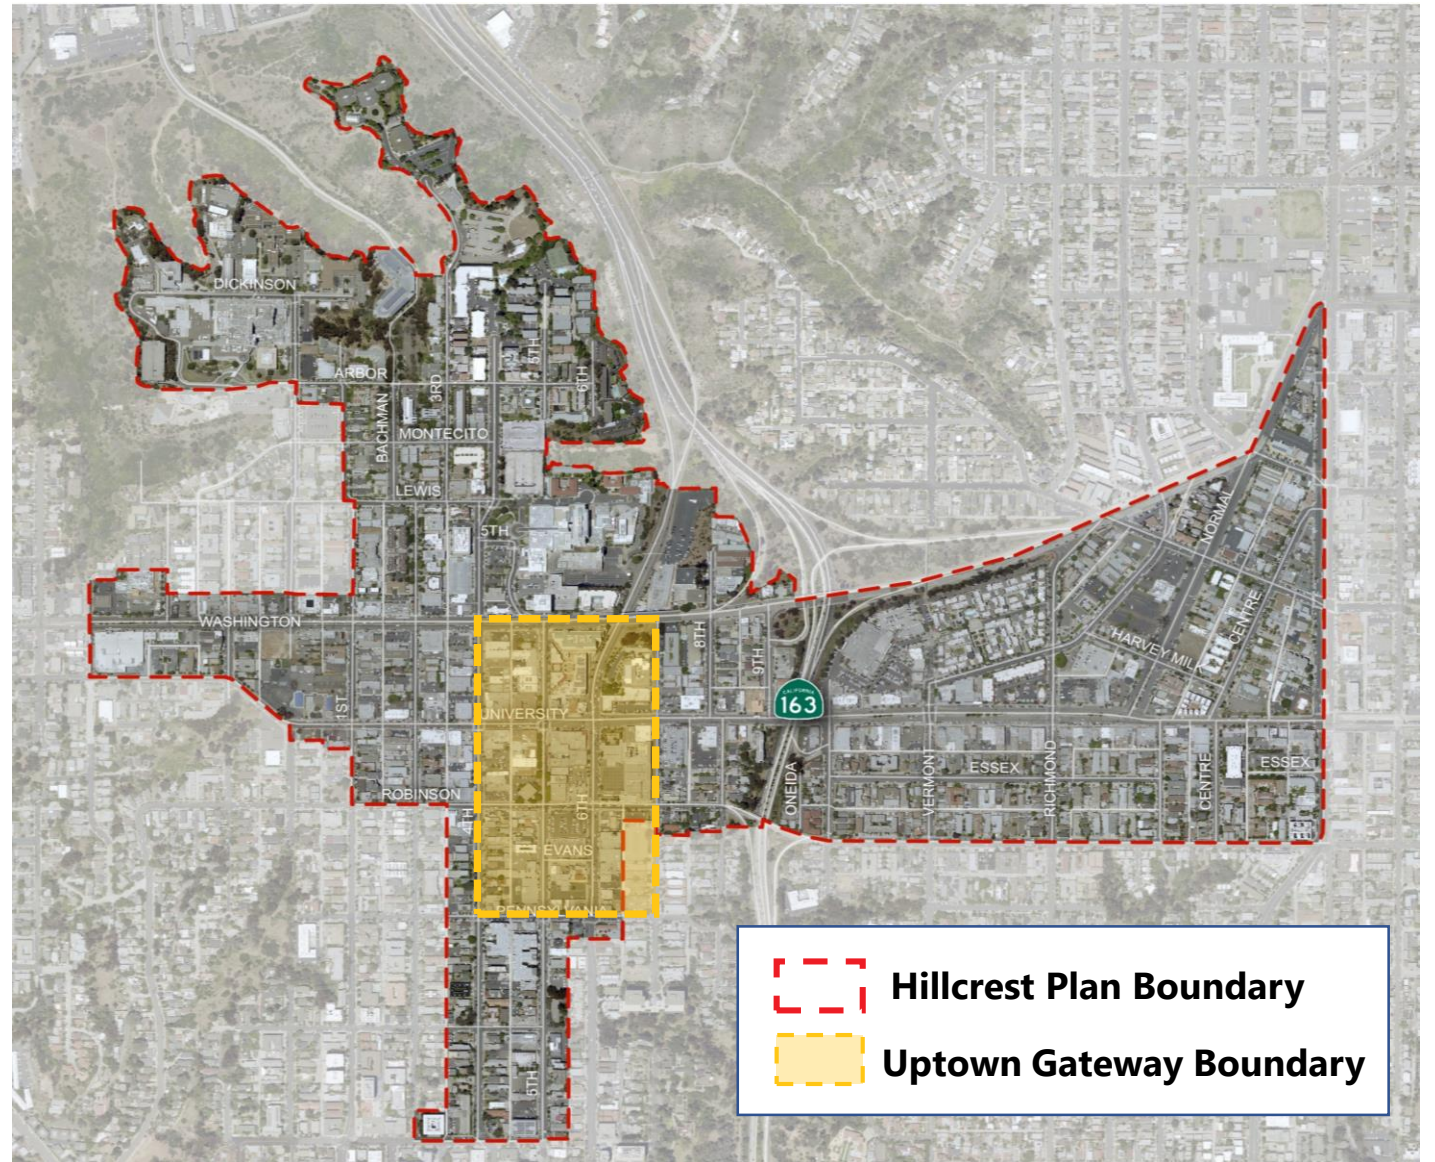 DICKINSON
5TH
ARBOR
3RD
6TH
BACHMAN
MONTECITO
LEWIS
5TH
NORMAL
WASHINGTON
8TH
9TH
CENTRE
HARVEY MILK
1ST
UNIVERSITY
CALIFORNIA
163
ROBINSON
4TH
6TH
ONEIDA
VERMONT
ESSEX
RICHMOND
CENTRE
ESSEX
EVANS
PENNSYLVANIA
5TH
Hillcrest Plan Boundary
Uptown Gateway Boundary